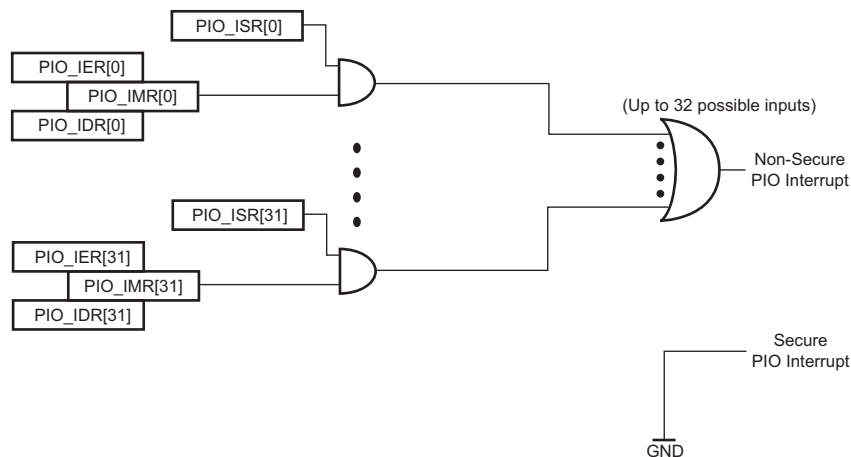 PIO_ISR[0]
PIO_IER[0]
PIO_IMR[0]
PIO_IDR[0]
(Up to 32 possible inputs)
Non-Secure
PIO Interrupt
PIO_ISR[31]
PIO_IER[31]
PIO_IMR[31]
PIO_IDR[31]
Secure
PIO Interrupt
GND